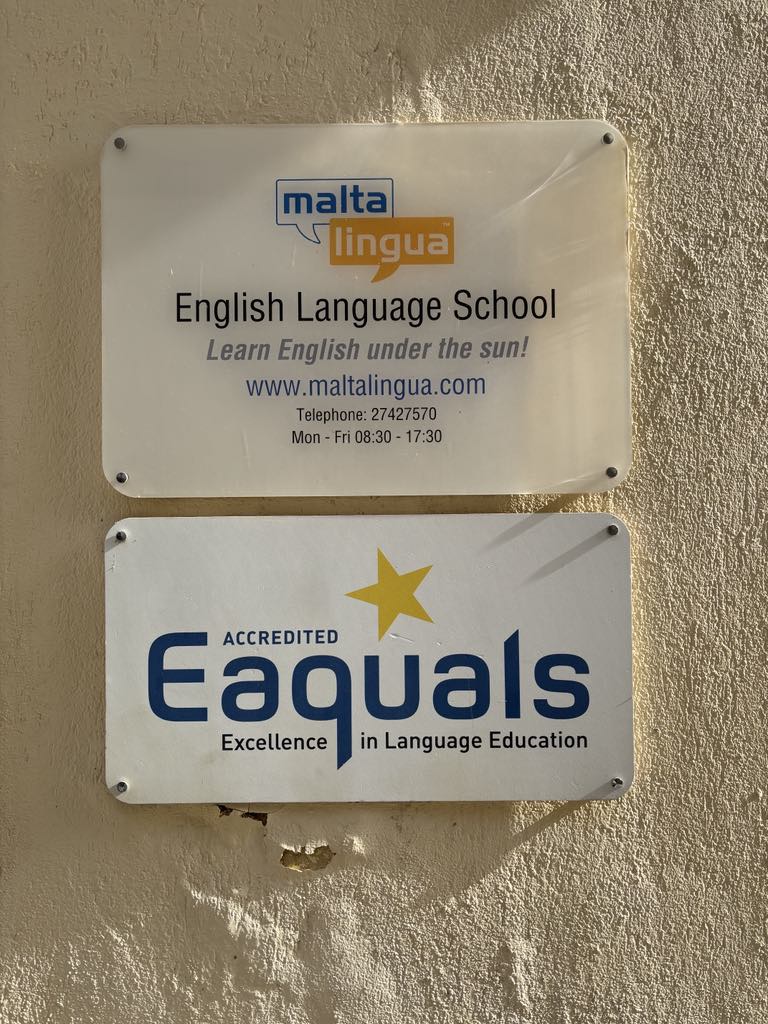 malta
lingua™
English Language School
Learn English under the sun!
www.maltalingua.com
Telephone: 27427570
Mon - Fri 08:30 - 17:30
ACCREDITED
Eaquals
Excellence in Language Education